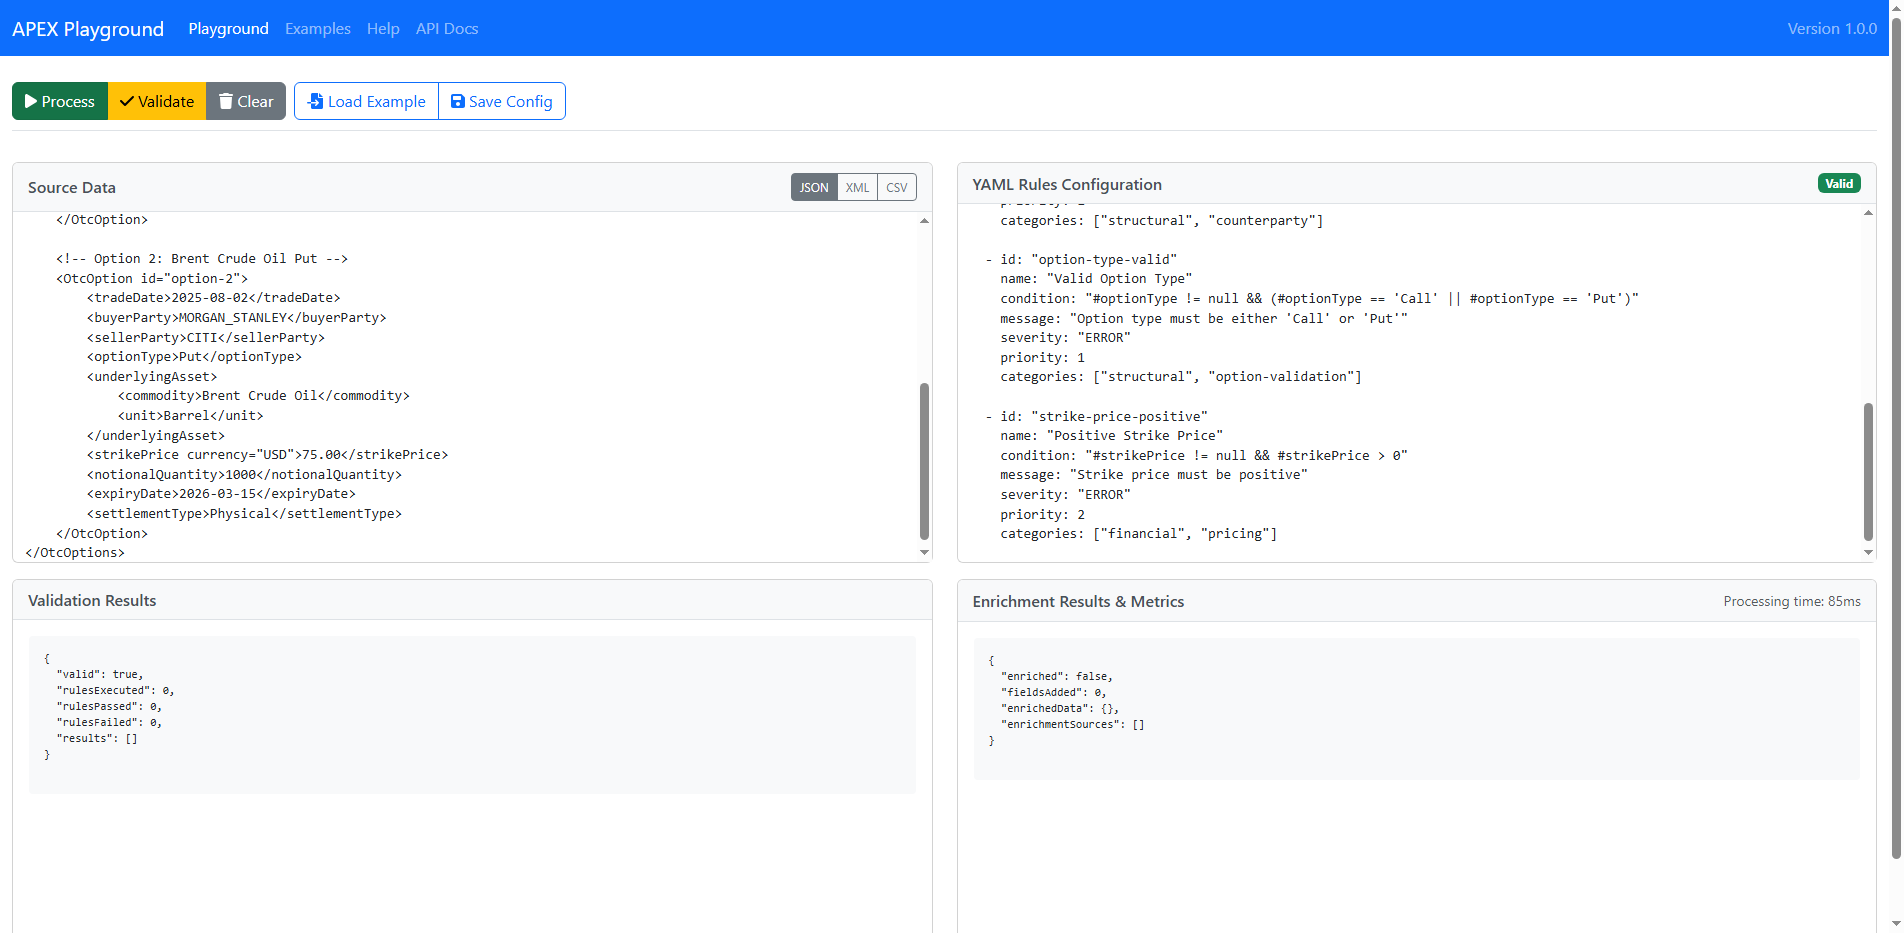 APEX Playground Playground Examples Help API Docs Version 1.0.0
Process Validate Clear Load Example Save Config
Source Data JSON XML CSV
</OtcOption>
<!-- Option 2: Brent Crude Oil Put -->
<OtcOption id="option-2">
<tradeDate>2025-08-02</tradeDate>
<buyerParty>MORGAN_STANLEY</buyerParty>
<sellerParty>CITI</sellerParty>
<optionType>Put</optionType>
<underlyingAsset>
<commodity>Brent Crude Oil</commodity>
<unit>Barrel</unit>
</underlyingAsset>
<strikePrice currency="USD">75.00</strikePrice>
<notionalQuantity>1000</notionalQuantity>
<expiryDate>2026-03-15</expiryDate>
<settlementType>Physical</settlementType>
</OtcOption>
</OtcOptions>
YAML Rules Configuration Valid
categories: ["structural", "counterparty"]
- id: "option-type-valid"
name: "Valid Option Type"
condition: "#optionType != null && (#optionType == 'Call' || #optionType == 'Put')"
message: "Option type must be either 'Call' or 'Put'"
severity: "ERROR"
priority: 1
categories: ["structural", "option-validation"]
- id: "strike-price-positive"
name: "Positive Strike Price"
condition: "#strikePrice != null && #strikePrice > 0"
message: "Strike price must be positive"
severity: "ERROR"
priority: 2
categories: ["financial", "pricing"]
Validation Results
{
"valid": true,
"rulesExecuted": 0,
"rulesPassed": 0,
"rulesFailed": 0,
"results": []
}
Enrichment Results & Metrics Processing time: 85ms
{
"enriched": false,
"fieldsAdded": 0,
"enrichedData": {},
"enrichmentSources": []
}